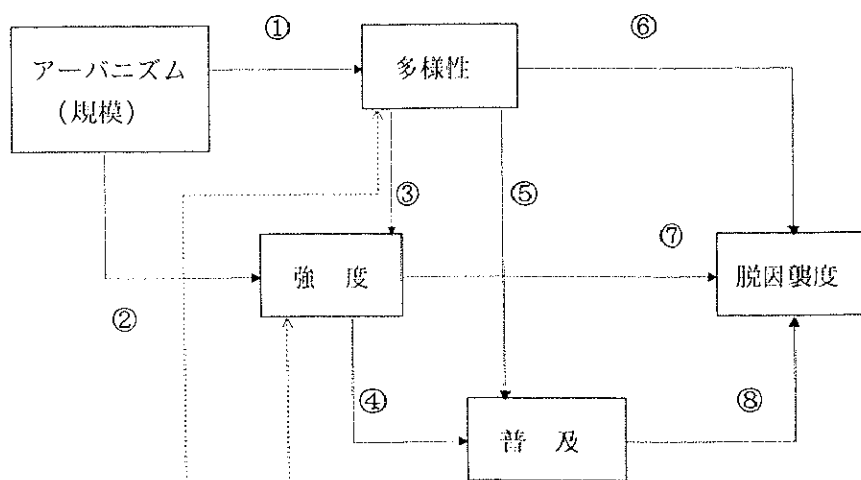 ①
⑥
アーバニズム
(規模)
多様性
③
⑤
⑦
強 度
脱因襲度
②
④
⑧
普 及